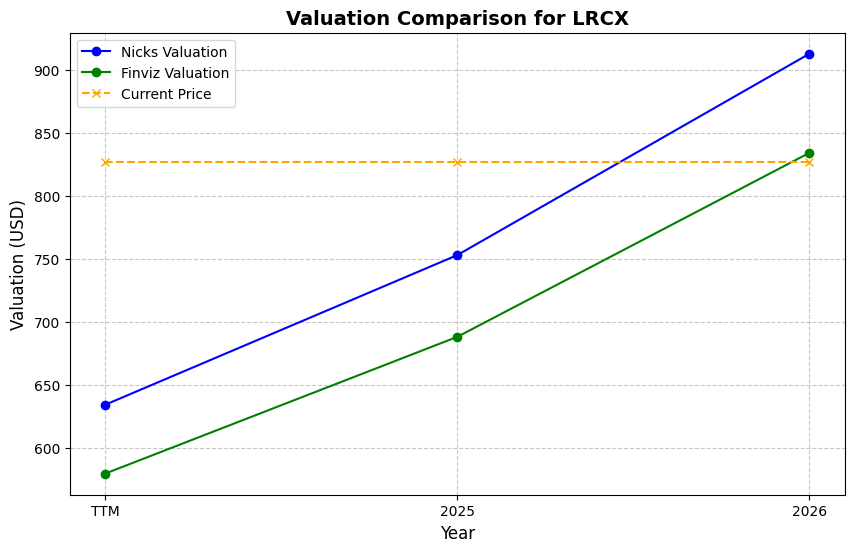 Valuation Comparison for LRCX
Nicks Valuation
Finviz Valuation
Current Price
Valuation (USD)
900
850
800
750
700
650
600
TTM
2025
2026
Year